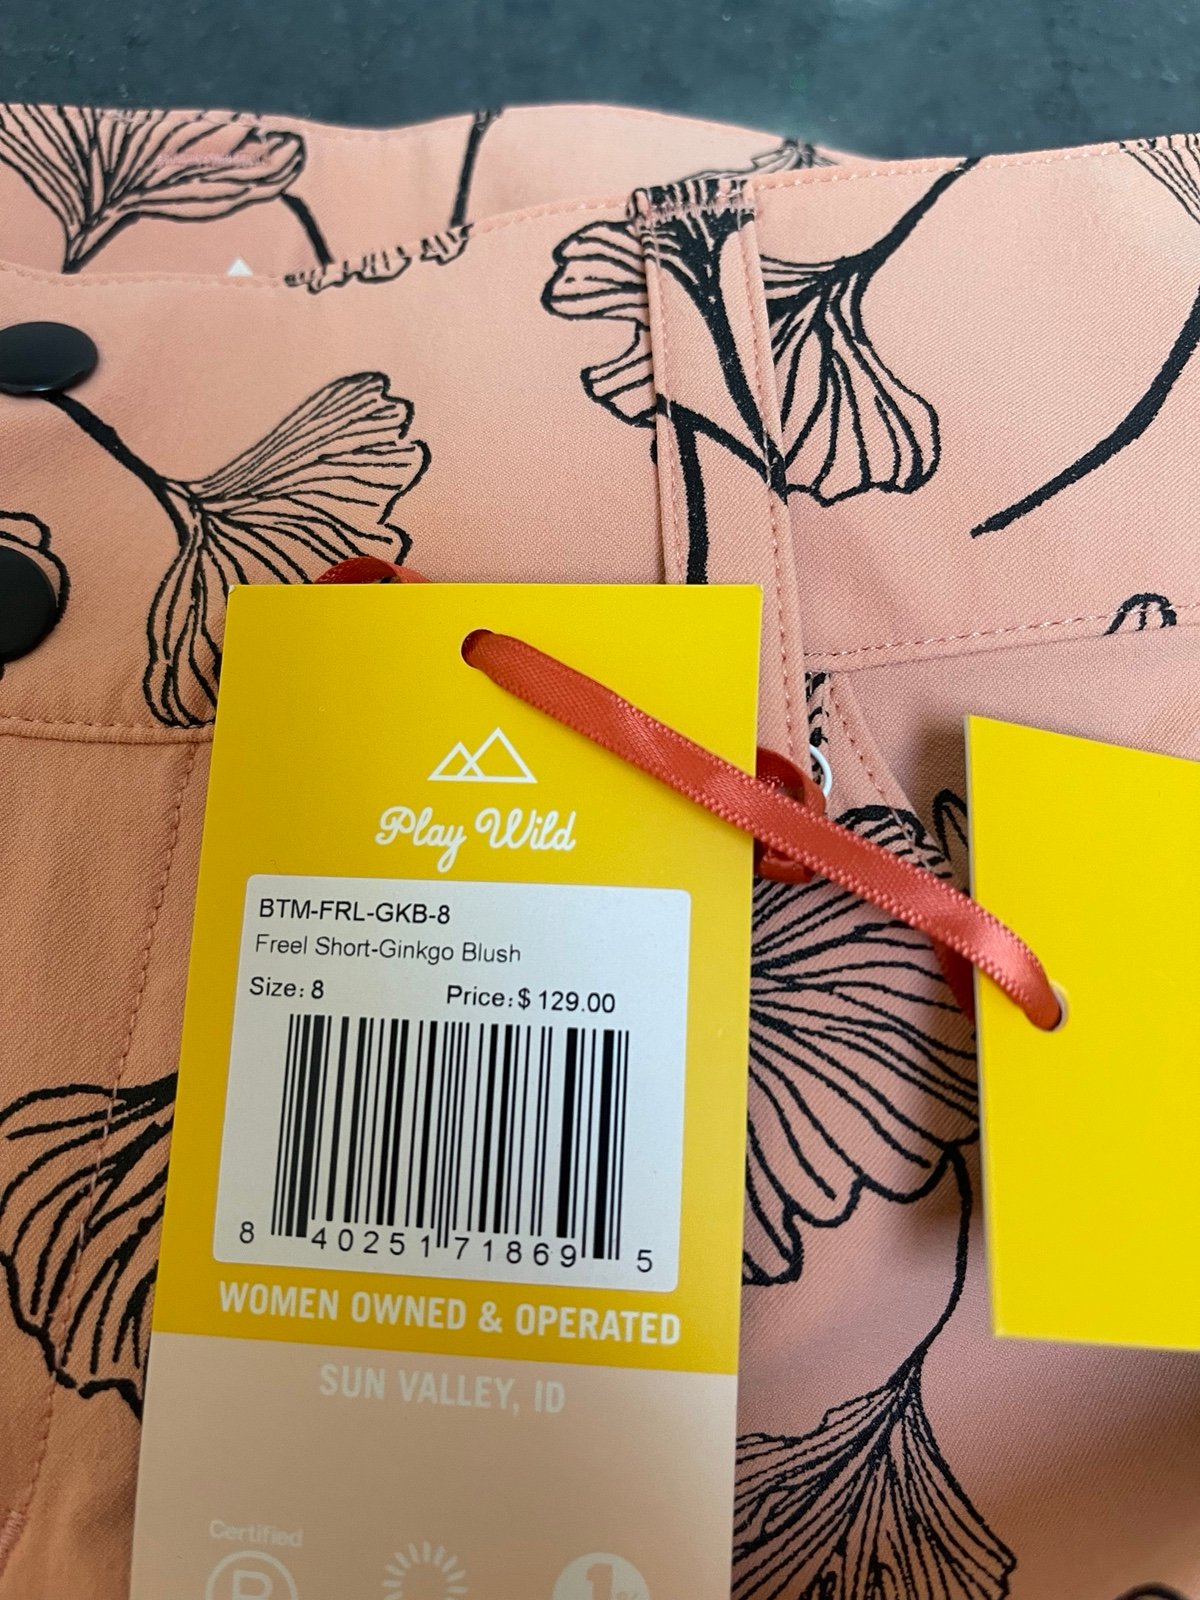 Play Wild
BTM-FRL-GKB-8
Freel Short-Ginkgo Blush
Size: 8 Price: $ 129.00
8 40251 71869 5
WOMEN OWNED & OPERATED
SUN VALLEY, ID
Certified
B
1%